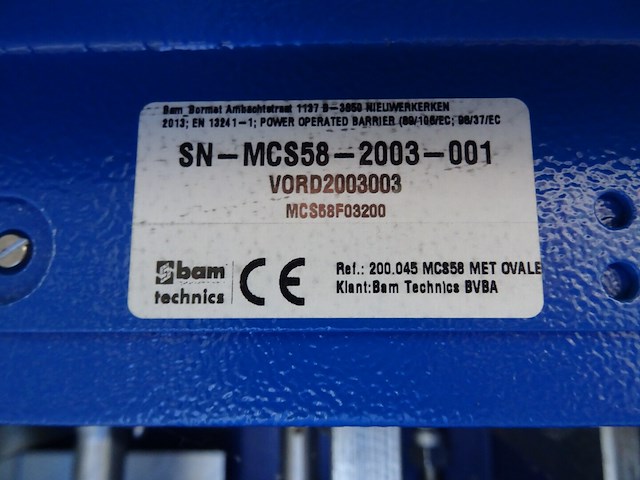 Bam Bormet Ambachtstraat 1137 B-3850 NIEUWERKERKEN
2013; EN 13241-1; POWER OPERATED BARRIER (89/106/EC; 98/37/EC
SN-MCS58-2003-001
VORD2003003
MCS58F03200
bam
technics
CE
Ref.: 200.045 MCS58 MET OVALE
Klant:Bam Technics BVBA